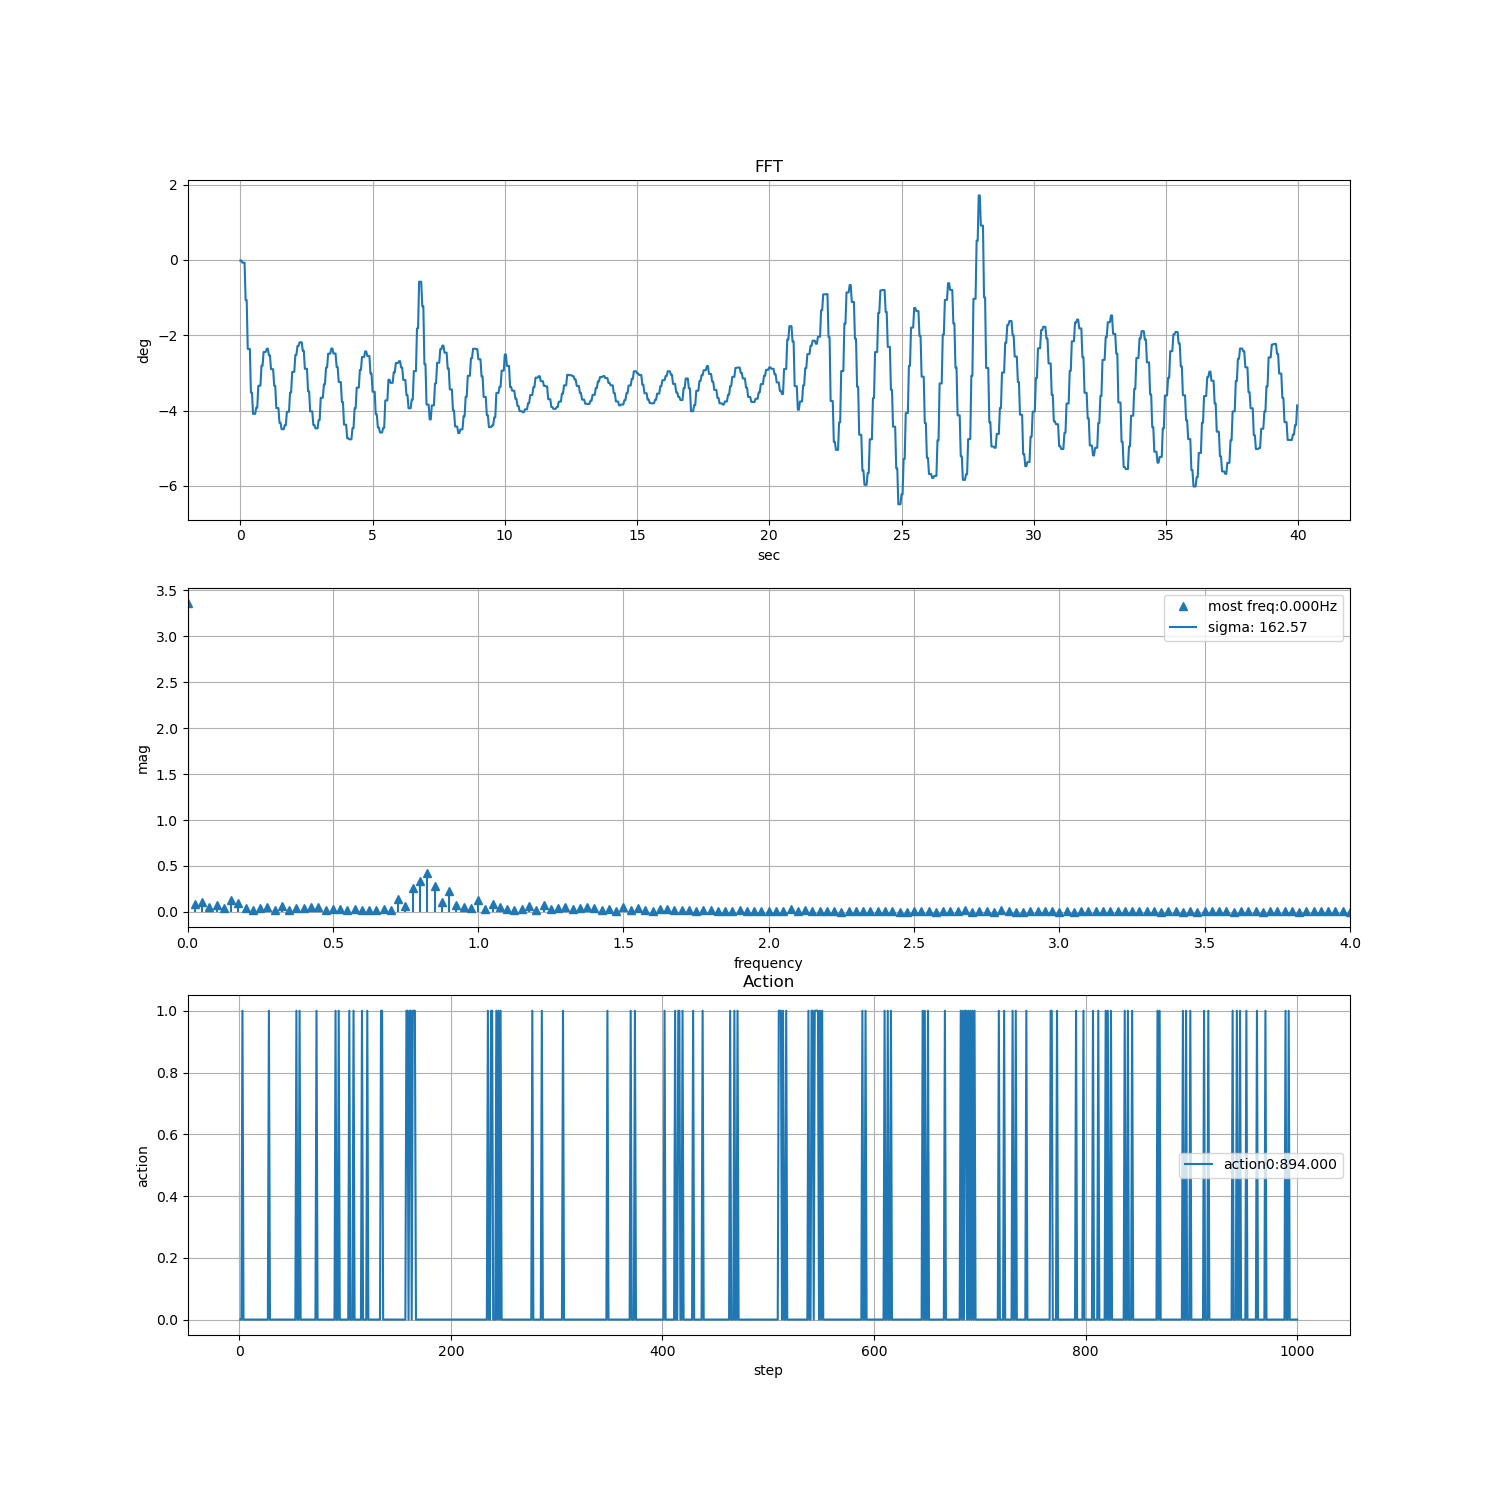 FFT
2
0
−2
−4
−6
deg
0 5 10 15 20 25 30 35 40
sec
3.5
3.0
2.5
2.0
1.5
1.0
0.5
0.0
mag
most freq:0.000Hz
sigma: 162.57
0.0 0.5 1.0 1.5 2.0 2.5 3.0 3.5 4.0
frequency
Action
1.0
0.8
0.6
0.4
0.2
0.0
action
action0:894.000
0 200 400 600 800 1000
step